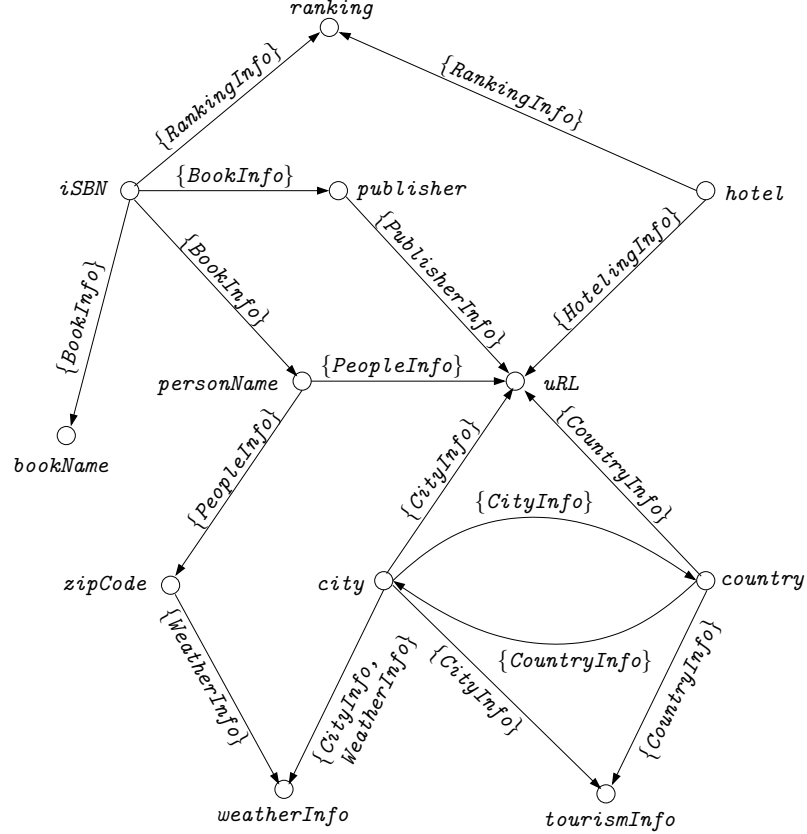 ranking
{RankingInfo}
{RankingInfo}
iSBN
{BookInfo}
publisher
hotel
{BookInfo}
{BookInfo}
{PublisherInfo}
{HotelingInfo}
personName
{PeopleInfo}
uRL
bookName
{PeopleInfo}
{CityInfo}
{CountryInfo}
{CityInfo}
zipCode
city
country
{WeatherInfo}
{CityInfo,
WeatherInfo}
{CityInfo}
{CountryInfo}
{CountryInfo}
weatherInfo
tourismInfo